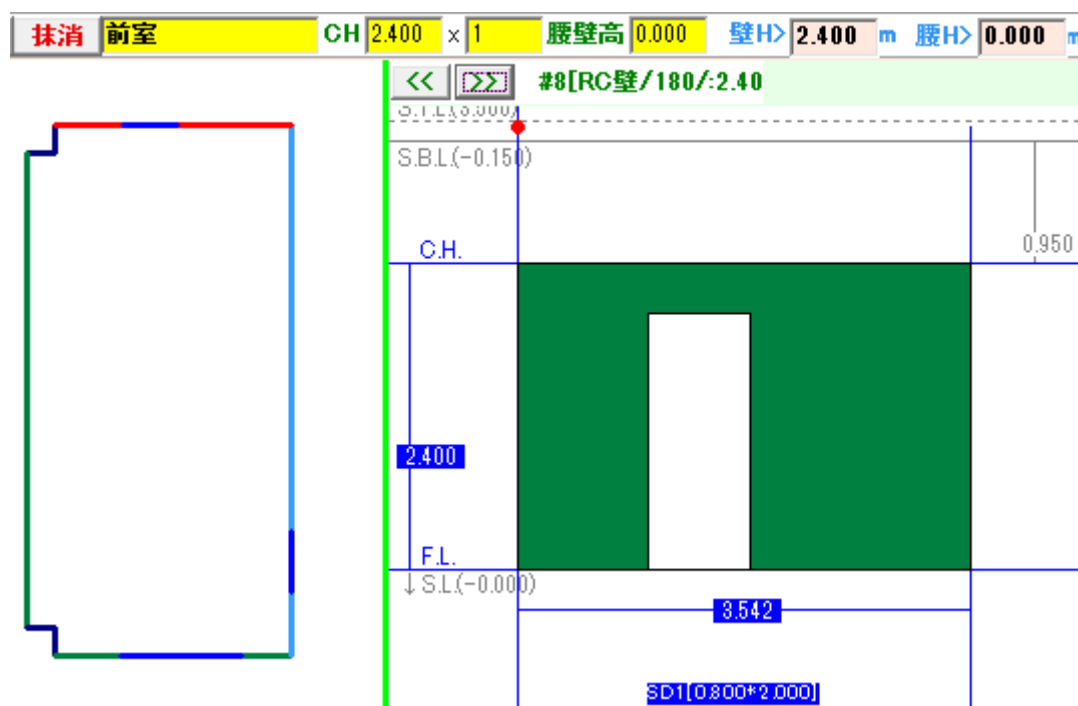 抹消 前室 CH 2.400 x 1 腰壁高 0.000 壁H> 2.400 m 腰H> 0.000 m
<< >> #8[RC壁/180/:2.40
S.T.L(3.000)
S.B.L.(-0.150)
C.H.
0.950
2.400
F.L.
↓S.L.(-0.000)
3.542
SD1[0.800*2.000]